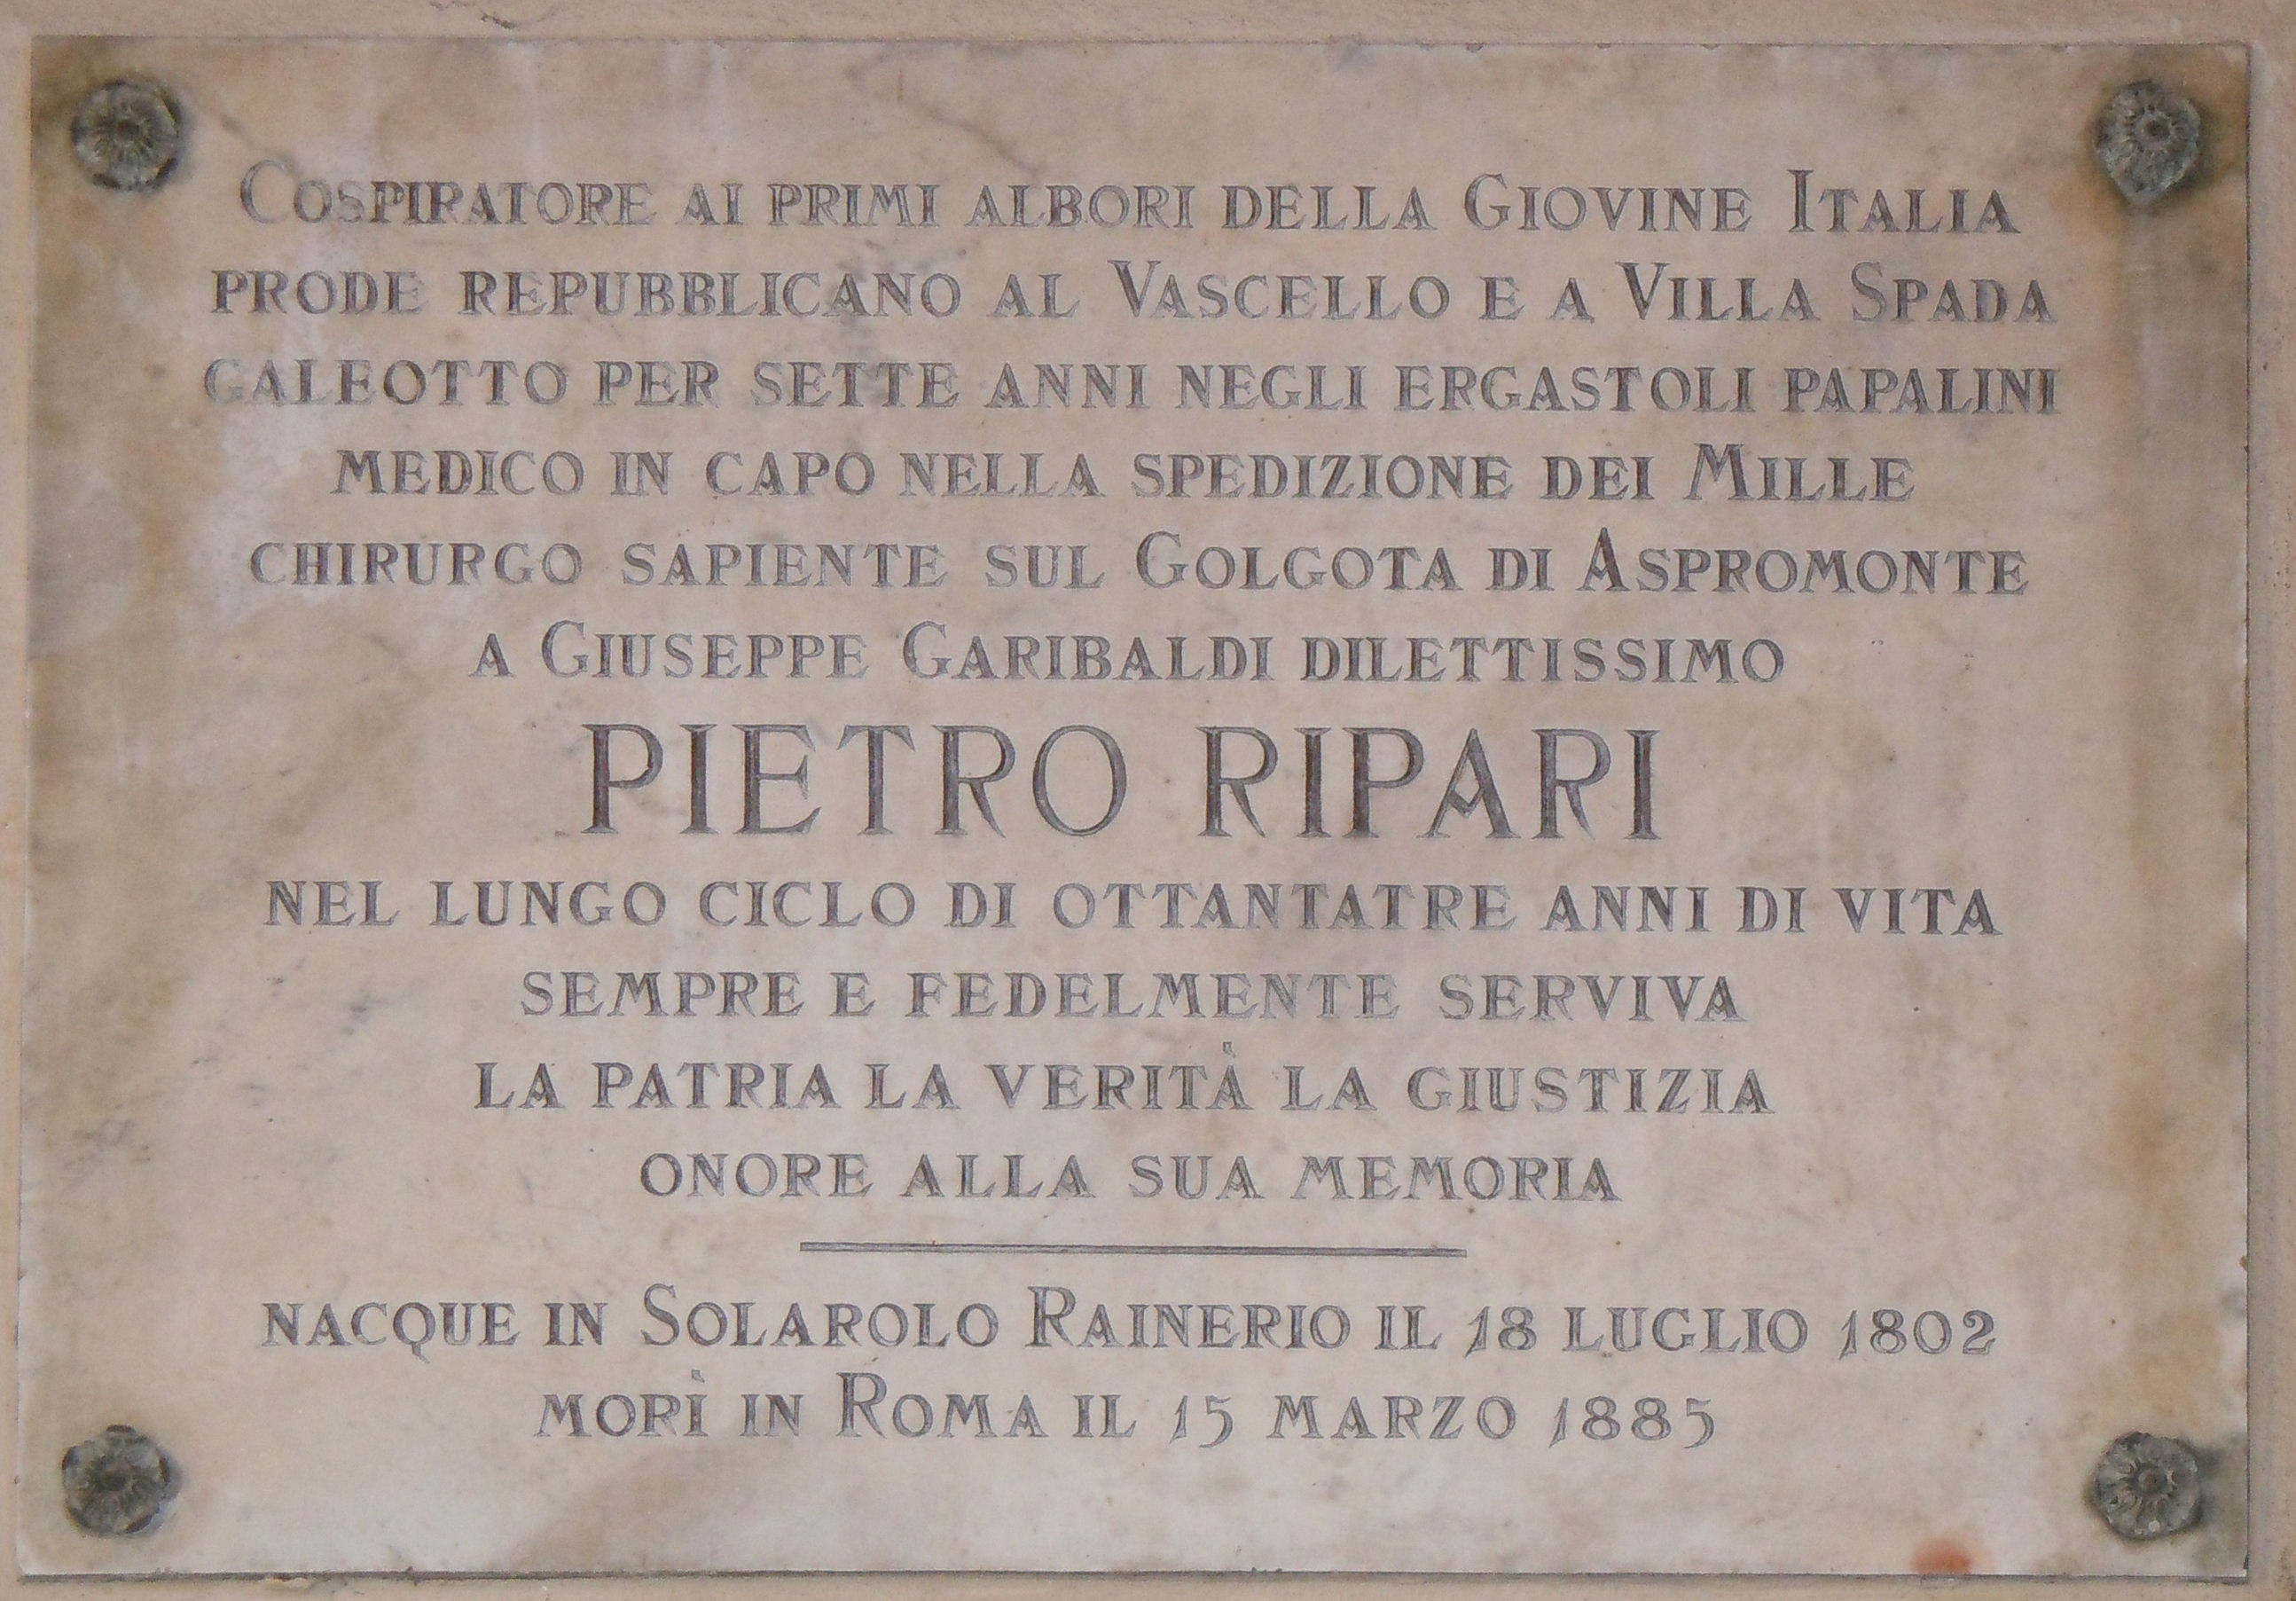 Cospiratore ai primi albori della Giovine Italia
prode repubblicano al Vascello e a Villa Spada
galeotto per sette anni negli ergastoli papalini
medico in capo nella spedizione dei Mille
chirurgo sapiente sul Golgota di Aspromonte
a Giuseppe Garibaldi dilettissimo
PIETRO RIPARI
nel lungo ciclo di ottantatre anni di vita
sempre e fedelmente serviva
la patria la verità la giustizia
onore alla sua memoria
nacque in Solarolo Rainerio il 18 luglio 1802
morì in Roma il 15 marzo 1885